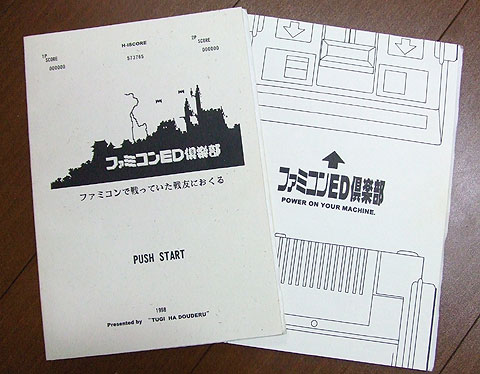 1P
SCORE
000000
H-ISCORE
573765
2P
SCORE
000000
ファミコンED倶楽部
ファミコンで戦っていた戦友におくる
PUSH START
1998
Presented by "TUGI HA DOUDERU"
ファミコンED倶楽部
POWER ON YOUR MACHINE.